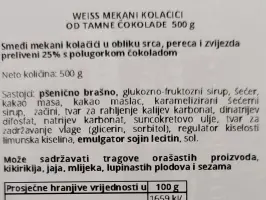 WEISS MEKANI KOLAČIĆI
OD TAMNE ČOKOLADE 500 g
Smeđi mekani kolačići u obliku srca, pereca i zvijezda
preliveni 25% s polugorkom čokoladom
Neto količina: 500 g
Sastojci: pšenično brašno, glukozno-fruktozni sirup, šećer,
kakao masa, kakao maslac, karamelizirani šećerni
sirup, začini, tvar za rahljenje kalijev karbonat, dinatrijev
difosfat, natrijev karbonat, suncokretovo ulje, tvar za
zadržavanje vlage (glicerin, sorbitol), regulator kiselosti
limunska kiselina, emulgator sojin lecitin, sol.
Može sadržavati tragove orašastih proizvoda,
kikirikija, jaja, mlijeka, lupinastih plodova i sezama
Prosječne hranjive vrijednosti u 100 g
1659 kJ/